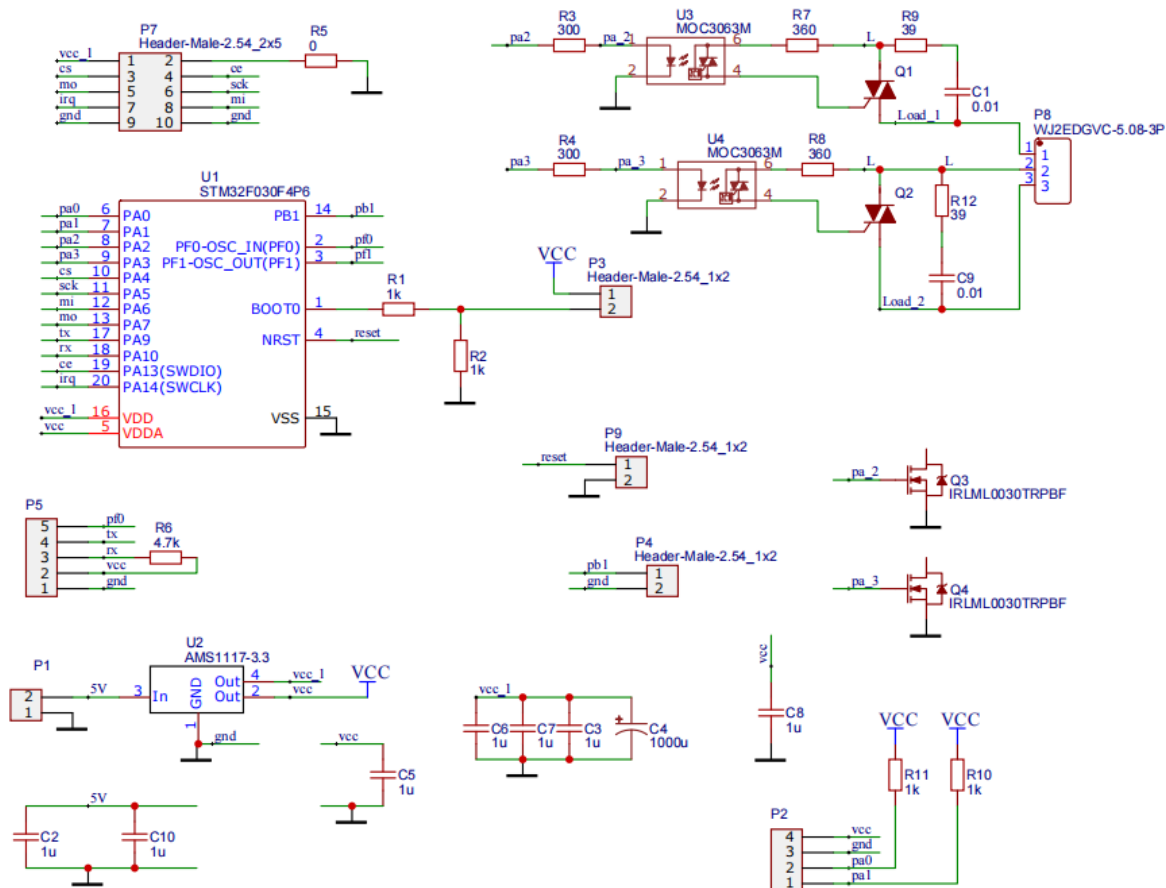 P7
Header-Male-2.54_2x5
vcc_1 1 2
cs 3 4 ce
mo 5 6 sck
irq 7 8 mi
gnd 9 10 gnd
R5
0
pa2
R3
300
pa_2
U3
MOC3063M
1 6
2 4
R7
360
L
R9
39
Q1
C1
0.01
Load_1
P8
WJ2EDGVC-5.08-3P
1 1
2 2
3 3
pa3
R4
300
pa_3
U4
MOC3063M
1 6
2 4
R8
360
L
L
Q2
R12
39
C9
0.01
Load_2
U1
STM32F030F4P6
pa0 6 PA0
pa1 7 PA1
pa2 8 PA2
pa3 9 PA3
cs 10 PA4
sck 11 PA5
mi 12 PA6
mo 13 PA7
tx 17 PA9
rx 18 PA10
ce 19 PA13(SWDIO)
irq 20 PA14(SWCLK)
vcc_1 16 VDD
vcc 5 VDDA
PB1 14 pb1
PF0-OSC_IN(PF0) 2 pf0
PF1-OSC_OUT(PF1) 3 pf1
BOOT0 1
NRST 4 reset
VSS 15
R1
1k
R2
1k
VCC
P3
Header-Male-2.54_1x2
1
2
P9
Header-Male-2.54_1x2
reset 1
2
pa_2
Q3
IRLML0030TRPBF
P5
5 pf0
4 tx
3 rx
2 vcc
1 gnd
R6
4.7k
P4
Header-Male-2.54_1x2
pb1 1
gnd 2
pa_3
Q4
IRLML0030TRPBF
P1
2
1
5V
U2
AMS1117-3.3
3 In
GND
1
Out 4 vcc_1
Out 2 vcc
VCC
gnd
vcc
C5
1u
5V
C2
1u
C10
1u
vcc_1
C6
1u
C7
1u
C3
1u
C4
1000u
vcc
C8
1u
VCC
VCC
R11
1k
R10
1k
P2
4 vcc
3 gnd
2 pa0
1 pa1